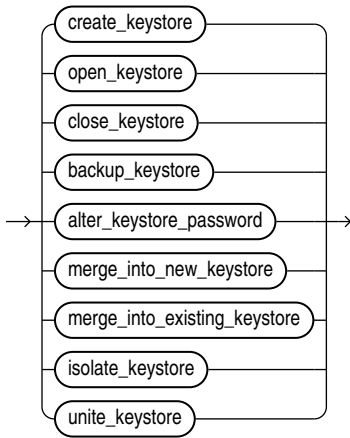 create_keystore
open_keystore
close_keystore
backup_keystore
alter_keystore_password
merge_into_new_keystore
merge_into_existing_keystore
isolate_keystore
unite_keystore